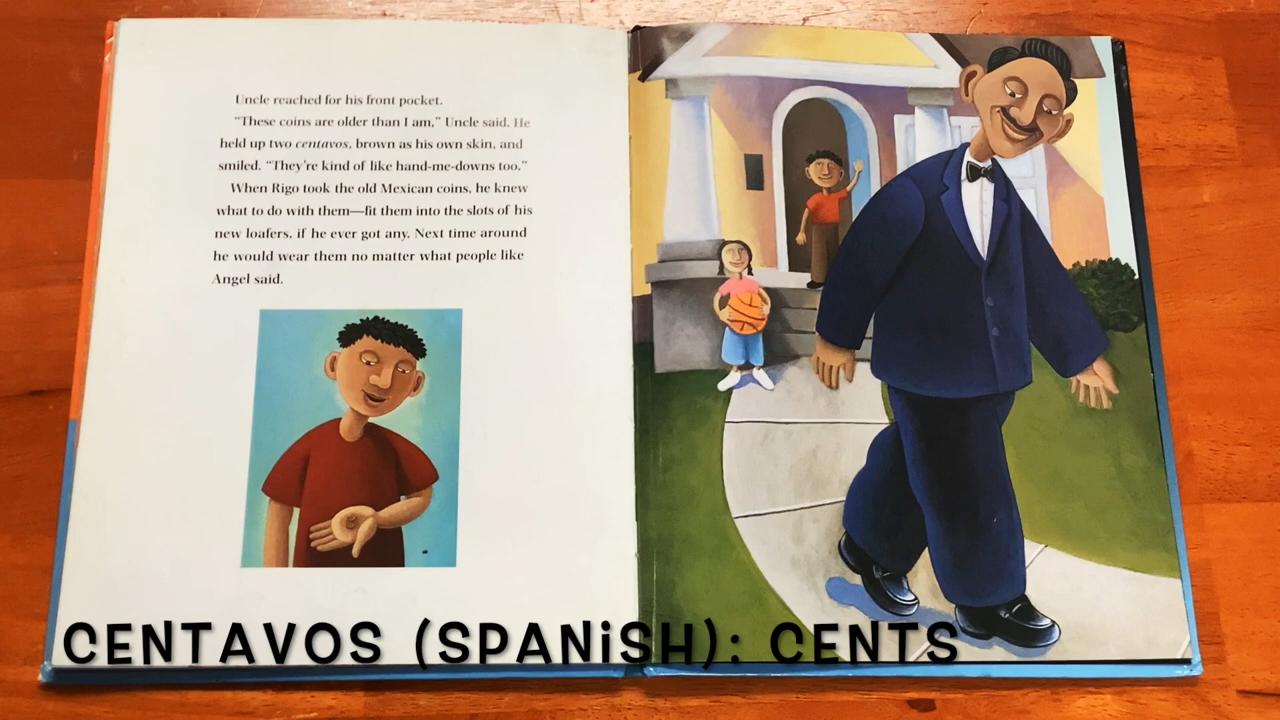 Uncle reached for his front pocket.
"These coins are older than I am," Uncle said. He
held up two centavos, brown as his own skin, and
smiled. "They're kind of like hand-me-downs too."
When Rigo took the old Mexican coins, he knew
what to do with them—fit them into the slots of his
new loafers, if he ever got any. Next time around
he would wear them no matter what people like
Angel said.
CENTAVOS (SPANiSH): CENTS